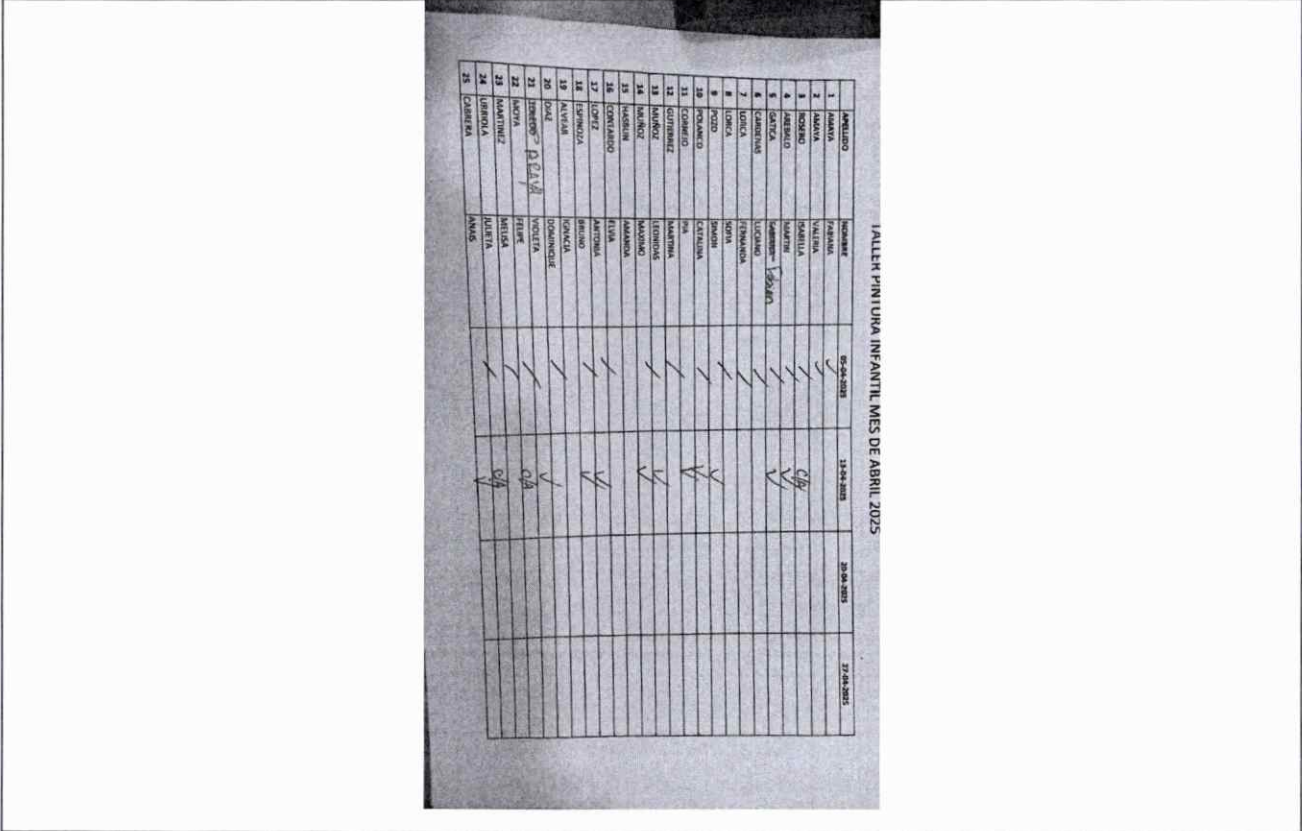 TALLER PINTURA INFANTIL MES DE ABRIL 2025
APELLIDO NOMBRE 05-04-2025 13-04-2025 20-04-2025 27-04-2025
1 AMAYA FABIANA
2 AMAYA VALERIA
3 ROSERO ISABELLA C/A
4 AREBALO MARTIN
5 GATICA
6 CARDENAS LUCIANO
7 LORCA FERNANDA
8 LORCA SOFIA
9 POZO SIMON
10 POLANCO CATALINA
11 CORNEJO PIA
12 GUTIERREZ MARTINA
13 MUÑOZ LEONIDAS
14 MUÑOZ MAXIMO
15 HASBUN AMANDA
16 CONTARDO ELVIA
17 LOPEZ ANTONIA
18 ESPINOZA BRUNO
19 ALVEAR IGNACIA
20 DIAZ DOMINIQUE
21 ARAYA VIOLETA
22 MOYA FELIPE C/A
23 MARTINEZ MELISA
24 URRIOLA JULIETA C/A
25 CABRERA ANAIS